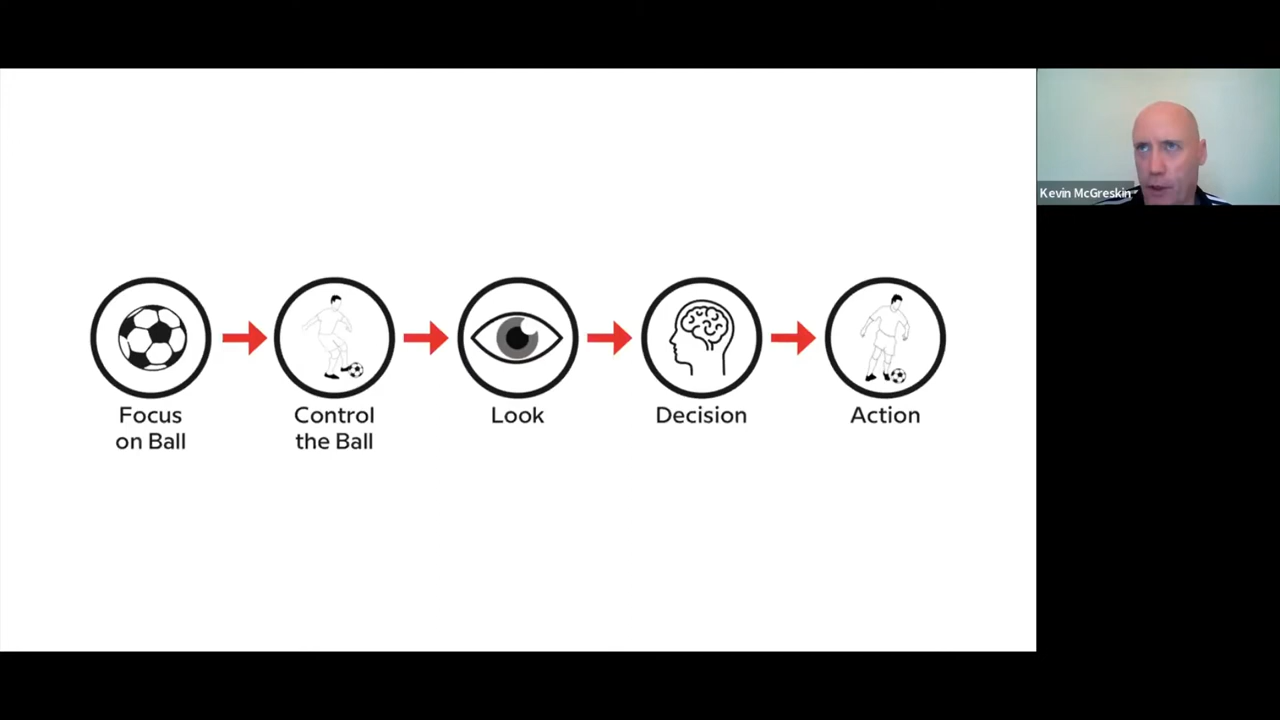 Focus
on Ball
Control
the Ball
Look
Decision
Action
Kevin McGreskin